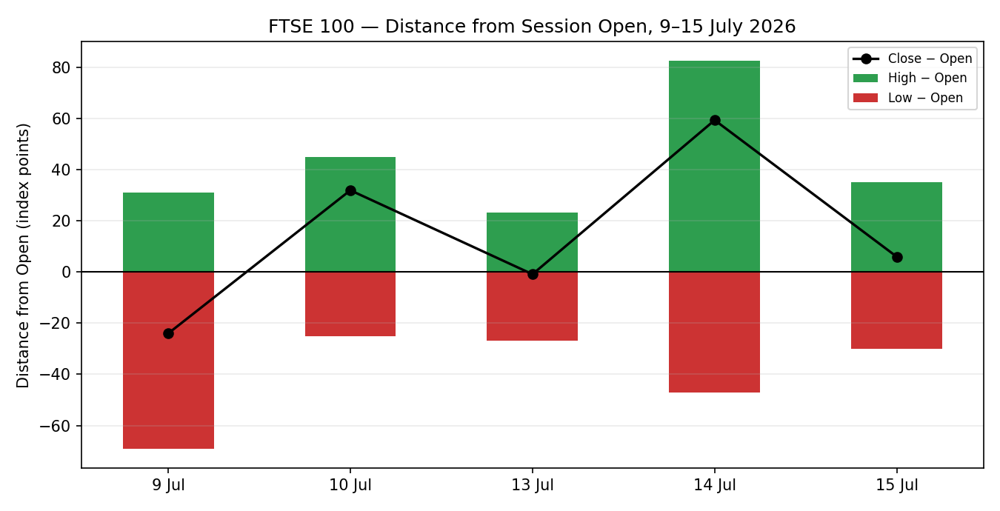 FTSE 100 — Distance from Session Open, 9–15 July 2026
Distance from Open (index points)
80
60
40
20
0
−20
−40
−60
Close − Open
High − Open
Low − Open
9 Jul
10 Jul
13 Jul
14 Jul
15 Jul